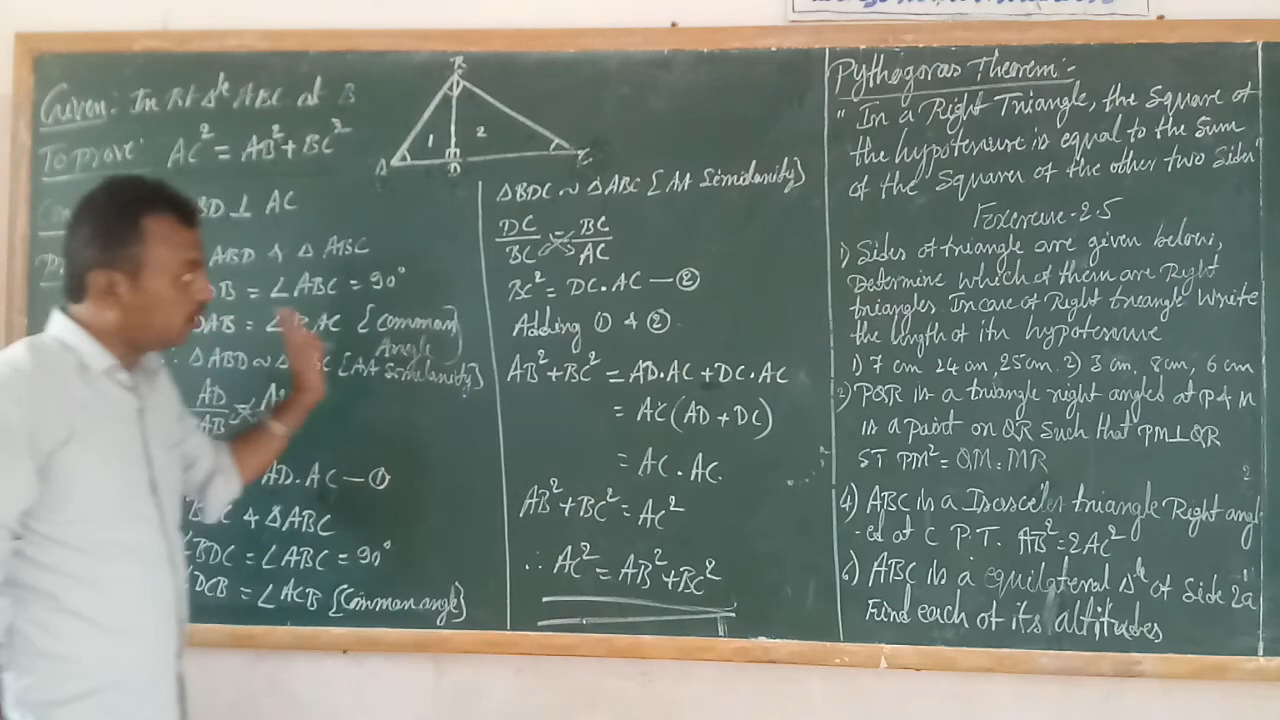 Given: In Rt Δle ABC at B
To prove: AC² = AB² + BC²
BD ⊥ AC
ABD & Δ ABC
B = ∠ABC = 90°
AB = ∠BAC {Common
Angle}
∴ ΔABD ~ Δ BC {AA Similarity}
AD
AB
AD.AC — ①
& ΔABC
∠BDC = ∠ABC = 90°
∠DCB = ∠ACB {Common angle}
B
1 2
A D C
ΔBDC ~ ΔABC {AA Similarity}
DC = BC
BC AC
BC² = DC.AC — ②
Adding ① & ②
AB² + BC² = AD.AC + DC.AC
= AC (AD + DC)
= AC . AC
AB² + BC² = AC²
∴ AC² = AB² + BC²
Pythagoras Theorem:-
"In a Right Triangle, the Square of
the hypotenuse is equal to the Sum
of the Squares of the other two Sides"
Exercise-2.5
1) Sides of triangle are given below,
Determine which of them are Right
triangles. In case of Right triangle Write
the length of its hypotenuse
1) 7 cm 24 cm, 25cm 2) 3 cm, 8cm, 6 cm
2) PQR is a triangle right angled at P & M
is a point on QR Such that PM⊥QR
ST PM² = QM.MR
4) ABC is a Isosceles triangle Right angl
-ed at C P.T. AB² = 2AC²
6) ABC is a equilateral Δle of Side 2a
Find each of its altitudes